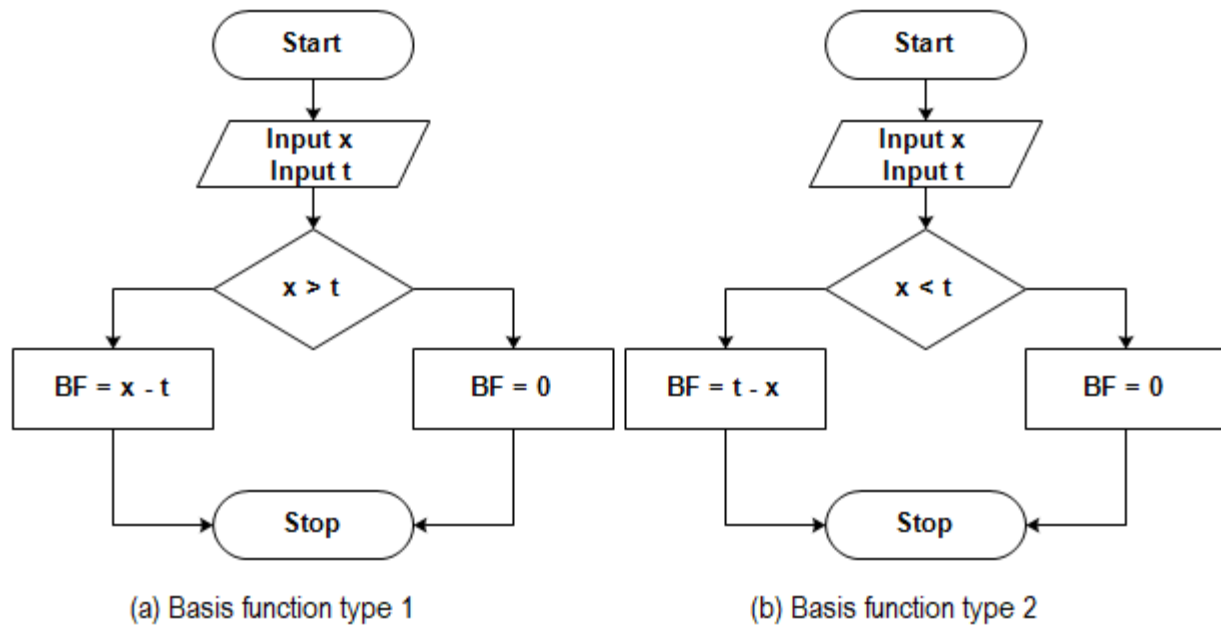 Start
Input x
Input t
x > t
BF = x - t
BF = 0
Stop
(a) Basis function type 1
Start
Input x
Input t
x < t
BF = t - x
BF = 0
Stop
(b) Basis function type 2